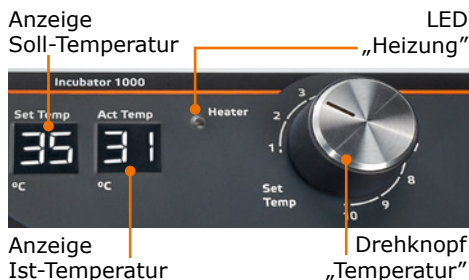 Anzeige
Soll-Temperatur
LED
„Heizung”
Incubator 1000
Set Temp
Act Temp
Heater
35
31
°C
°C
3
2
1
Set
Temp
8
9
10
Anzeige
Ist-Temperatur
Drehknopf
„Temperatur”